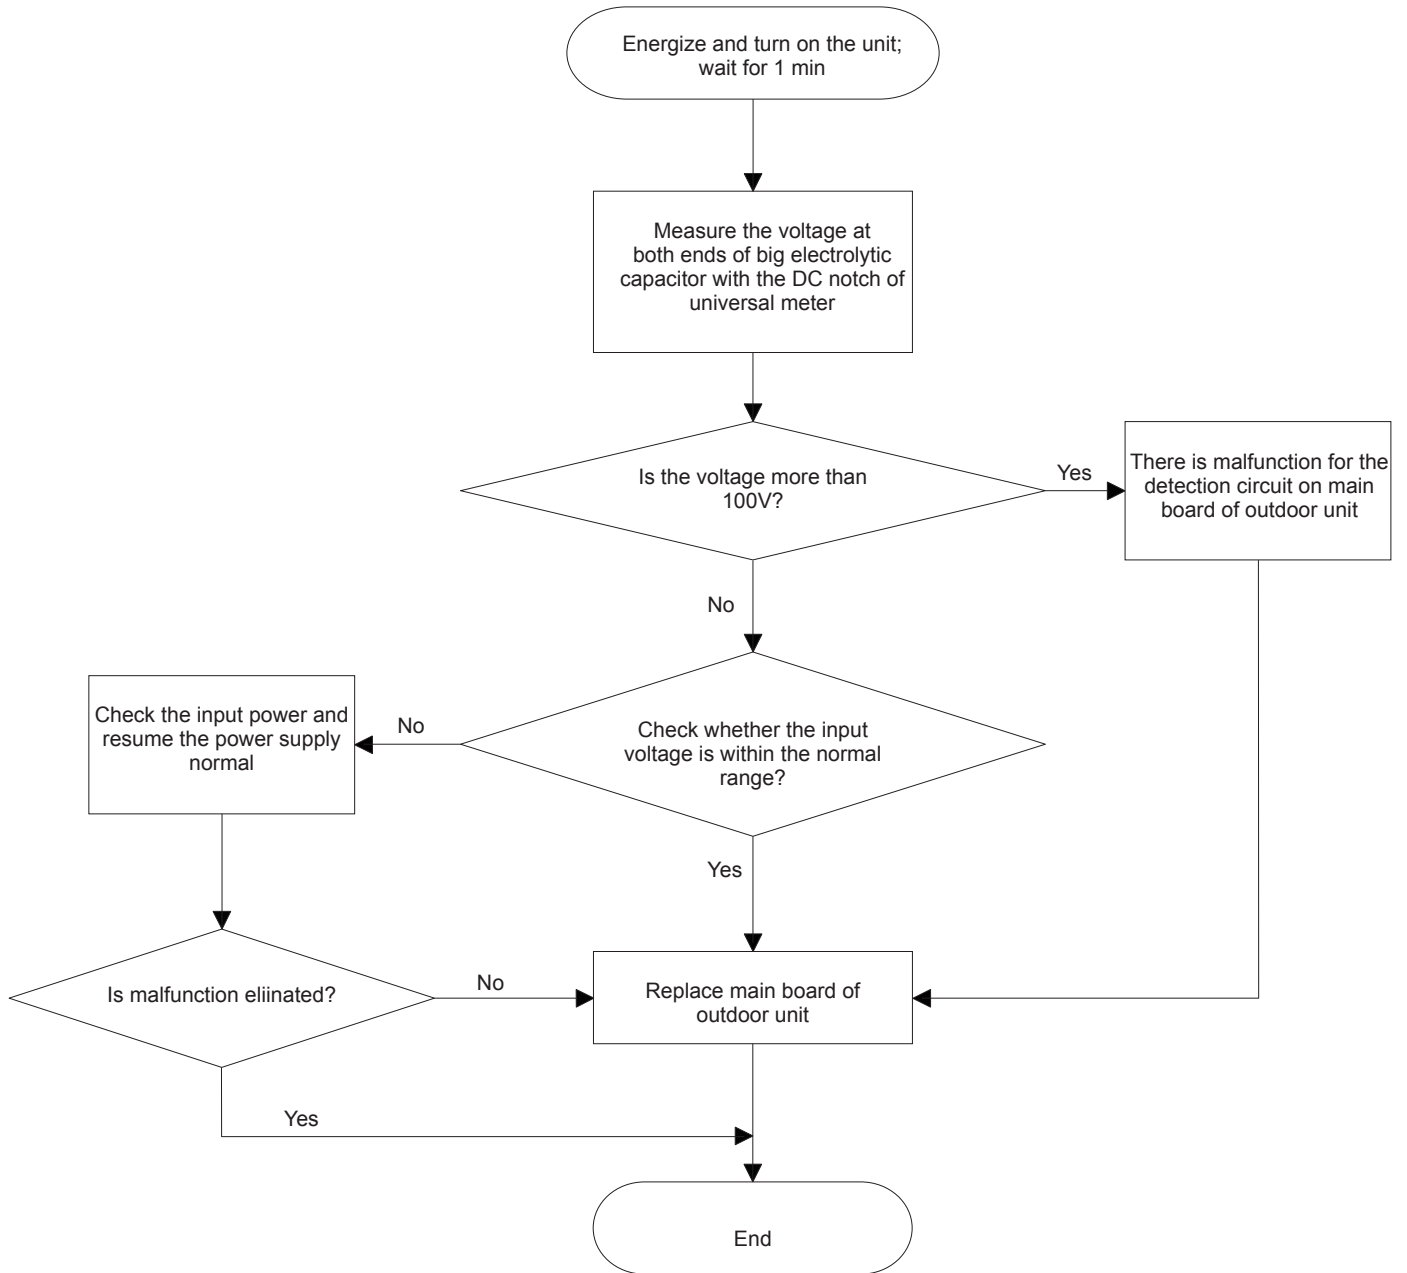 Energize and turn on the unit;
wait for 1 min
Measure the voltage at
both ends of big electrolytic
capacitor with the DC notch of
universal meter
Is the voltage more than
100V?
Yes
There is malfunction for the
detection circuit on main
board of outdoor unit
No
Check the input power and
resume the power supply
normal
No
Check whether the input
voltage is within the normal
range?
Yes
Is malfunction eliinated?
No
Replace main board of
outdoor unit
Yes
End